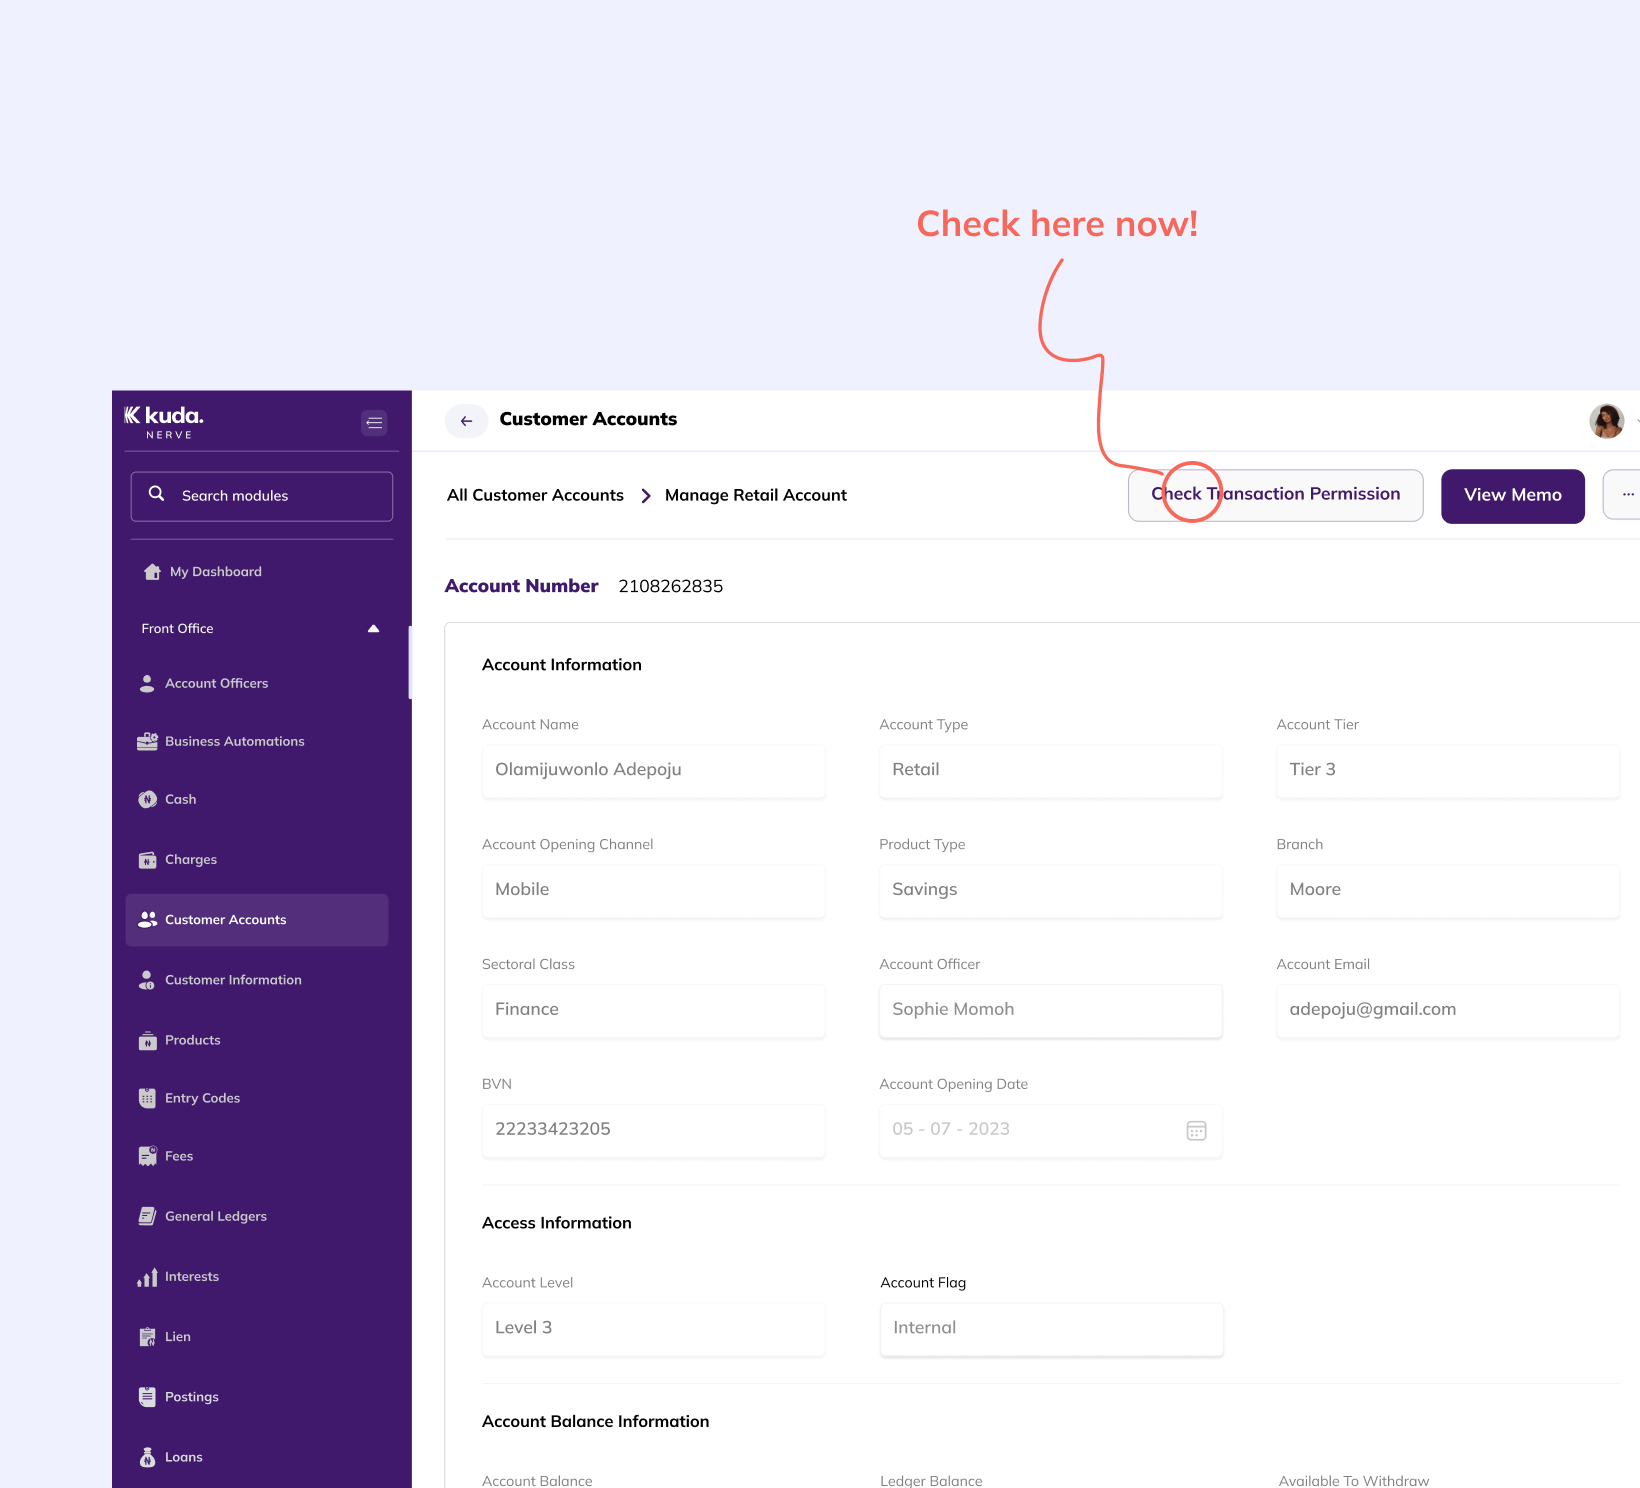 Check here now!
kuda.
NERVE
Customer Accounts
Search modules
All Customer Accounts > Manage Retail Account
Check Transaction Permission
View Memo
...
My Dashboard
Front Office
Account Officers
Business Automations
Cash
Charges
Customer Accounts
Customer Information
Products
Entry Codes
Fees
General Ledgers
Interests
Lien
Postings
Loans
Account Number 2108262835
Account Information
Account Name
Olamijuwonlo Adepoju
Account Type
Retail
Account Tier
Tier 3
Account Opening Channel
Mobile
Product Type
Savings
Branch
Moore
Sectoral Class
Finance
Account Officer
Sophie Momoh
Account Email
adepoju@gmail.com
BVN
22233423205
Account Opening Date
05 - 07 - 2023
Access Information
Account Level
Level 3
Account Flag
Internal
Account Balance Information
Account Balance
Ledger Balance
Available To Withdraw